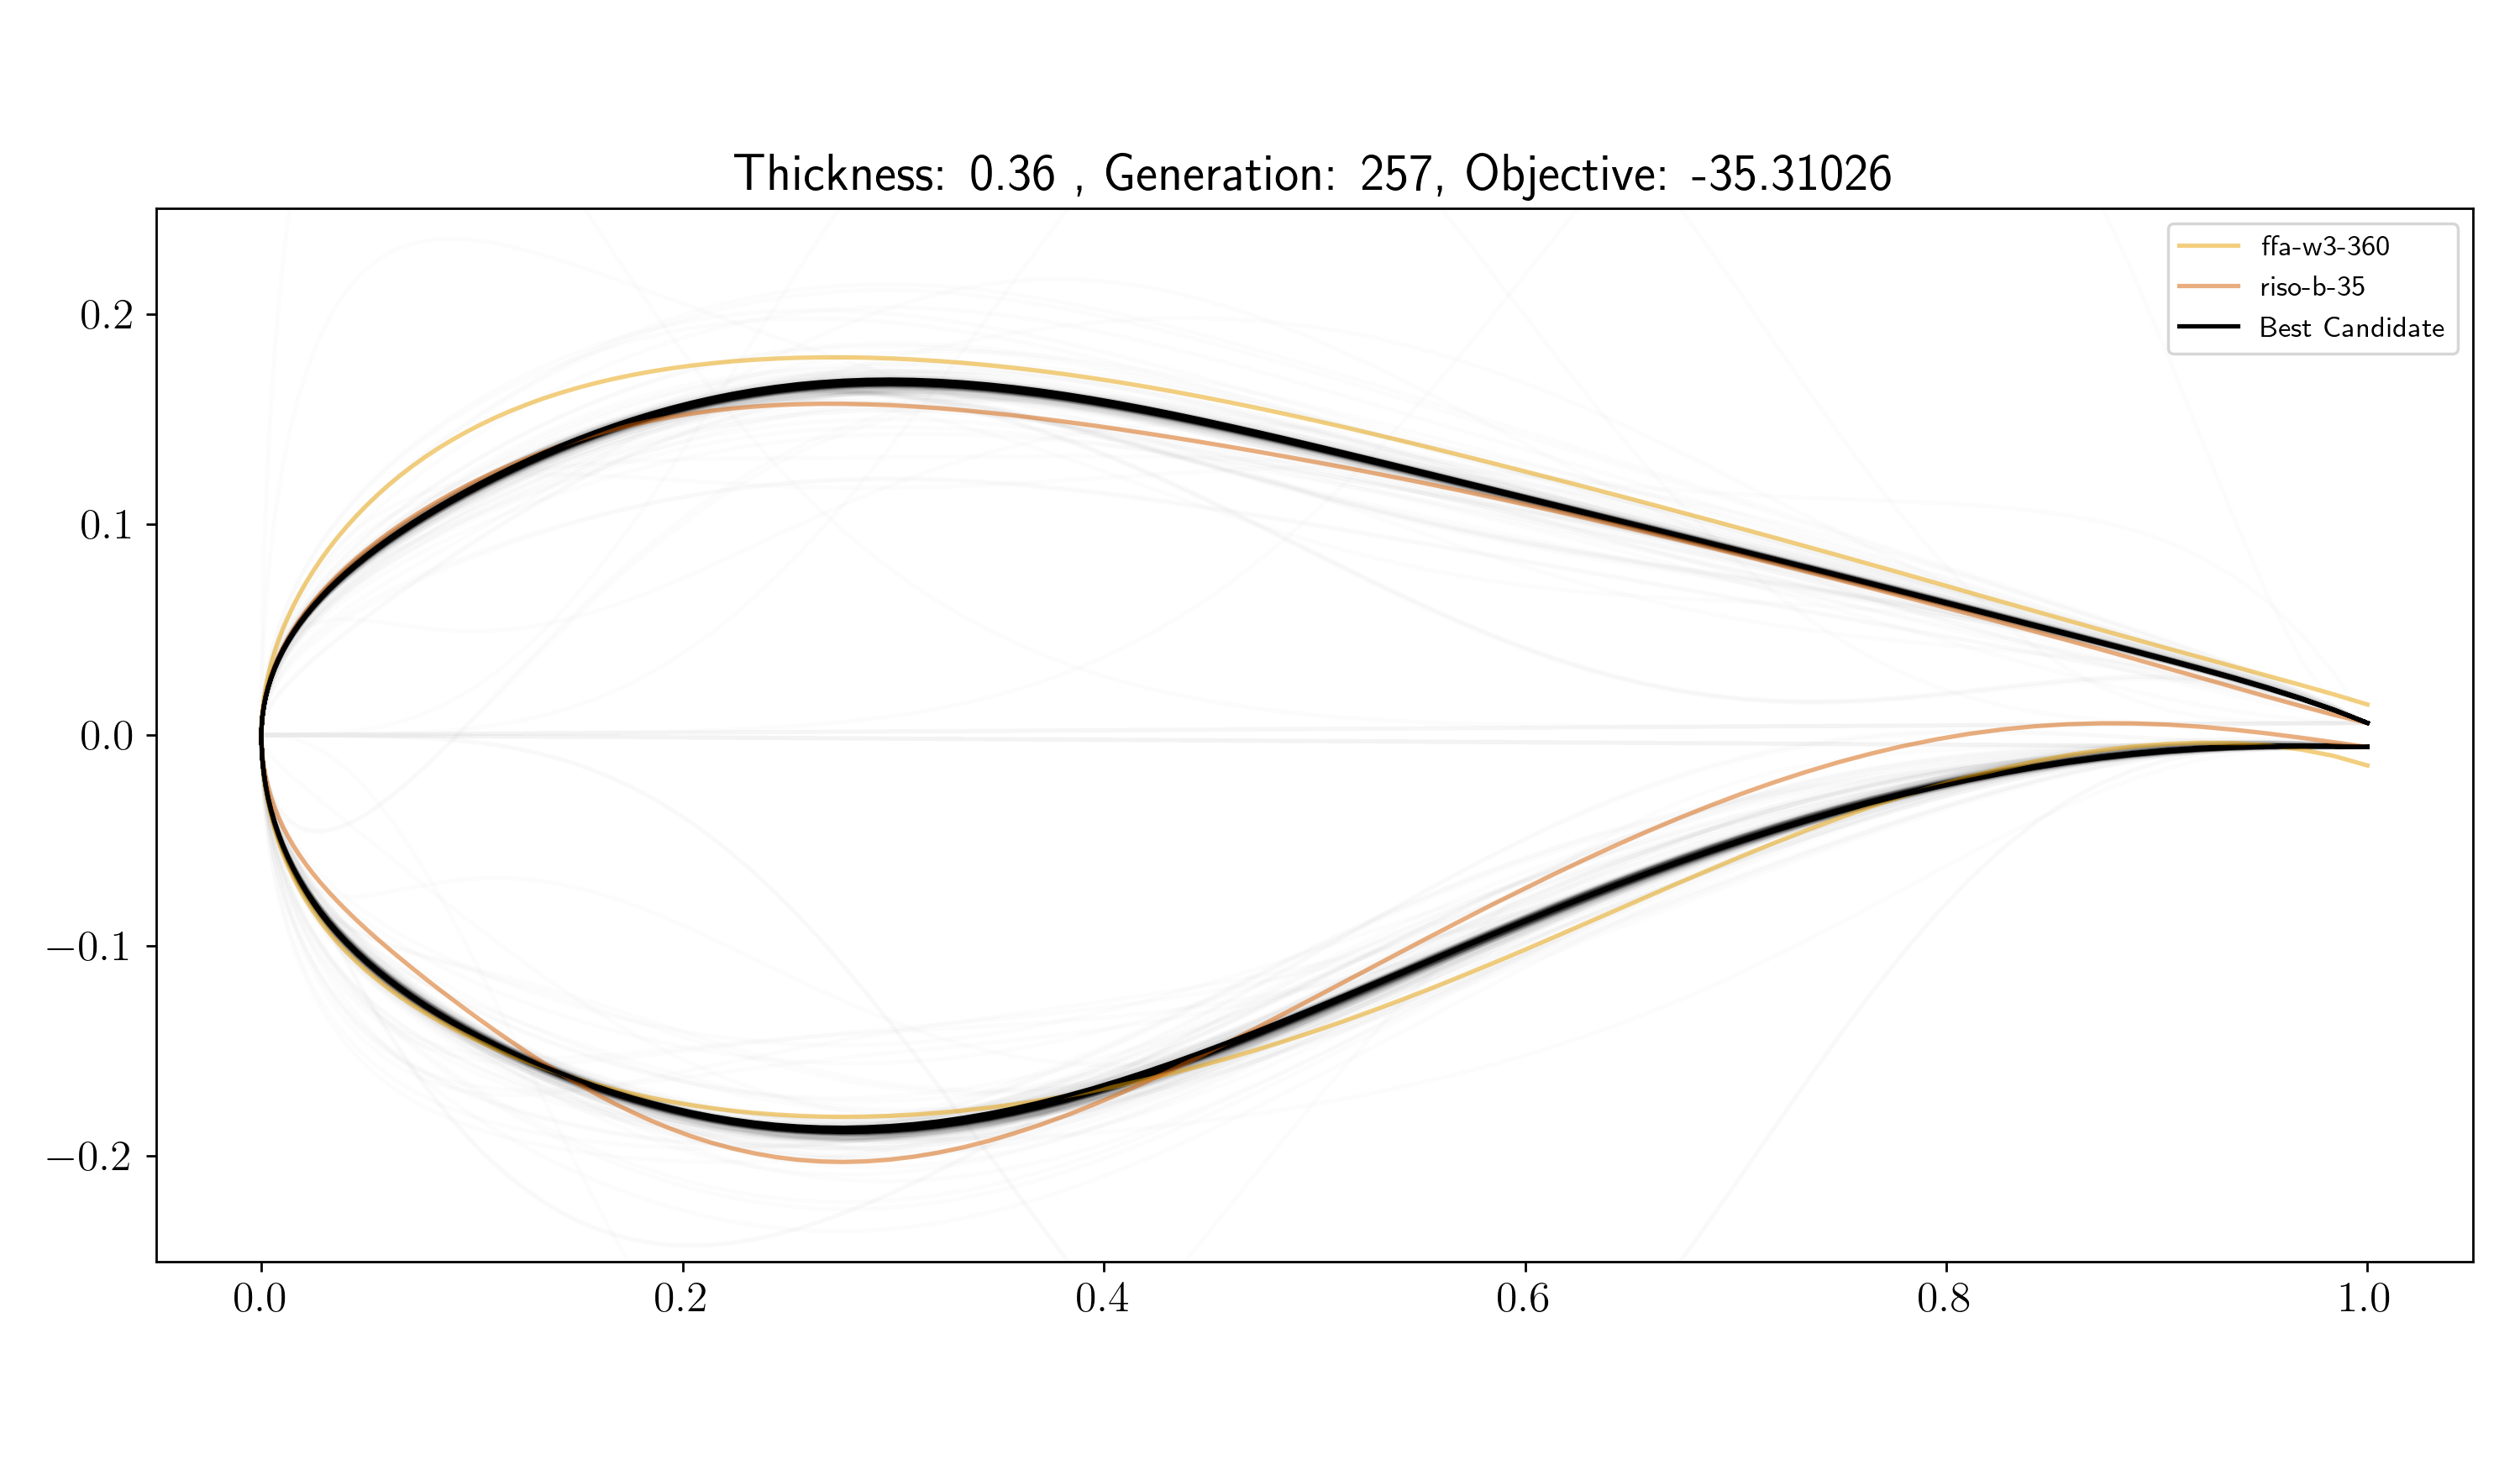 Thickness: 0.36 , Generation: 257, Objective: -35.31026
ffa-w3-360
riso-b-35
Best Candidate
0.2
0.1
0.0
−0.1
−0.2
0.0 0.2 0.4 0.6 0.8 1.0